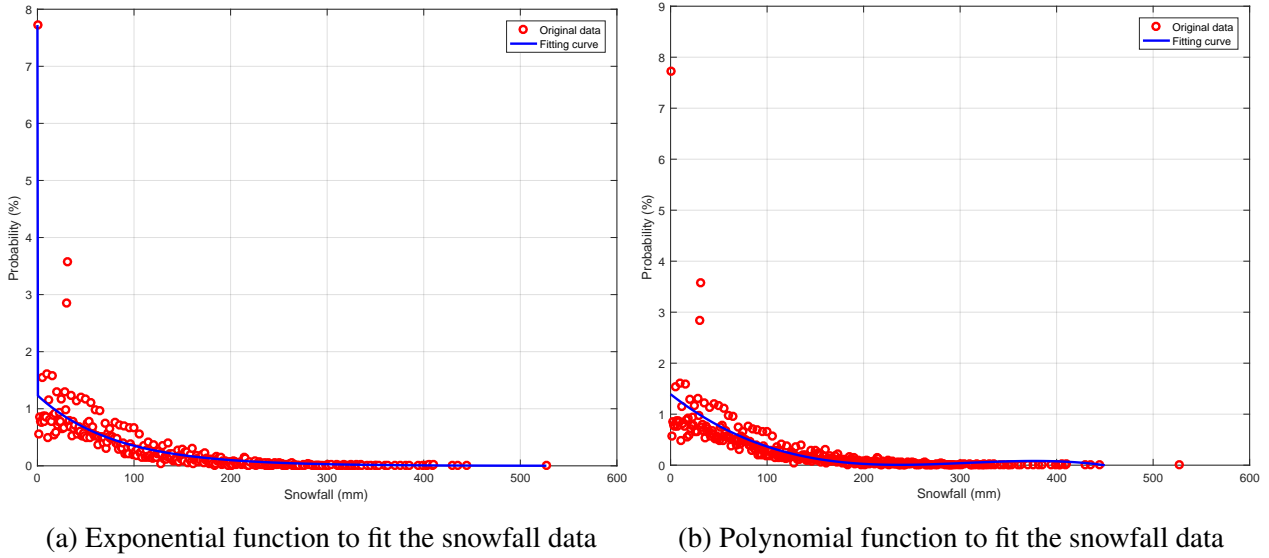 8
7
6
5
4
3
2
1
0
Probability (%)
0 100 200 300 400 500 600
Snowfall (mm)
Original data
Fitting curve
(a) Exponential function to fit the snowfall data
9
8
7
6
5
4
3
2
1
0
Probability (%)
0 100 200 300 400 500 600
Snowfall (mm)
Original data
Fitting curve
(b) Polynomial function to fit the snowfall data